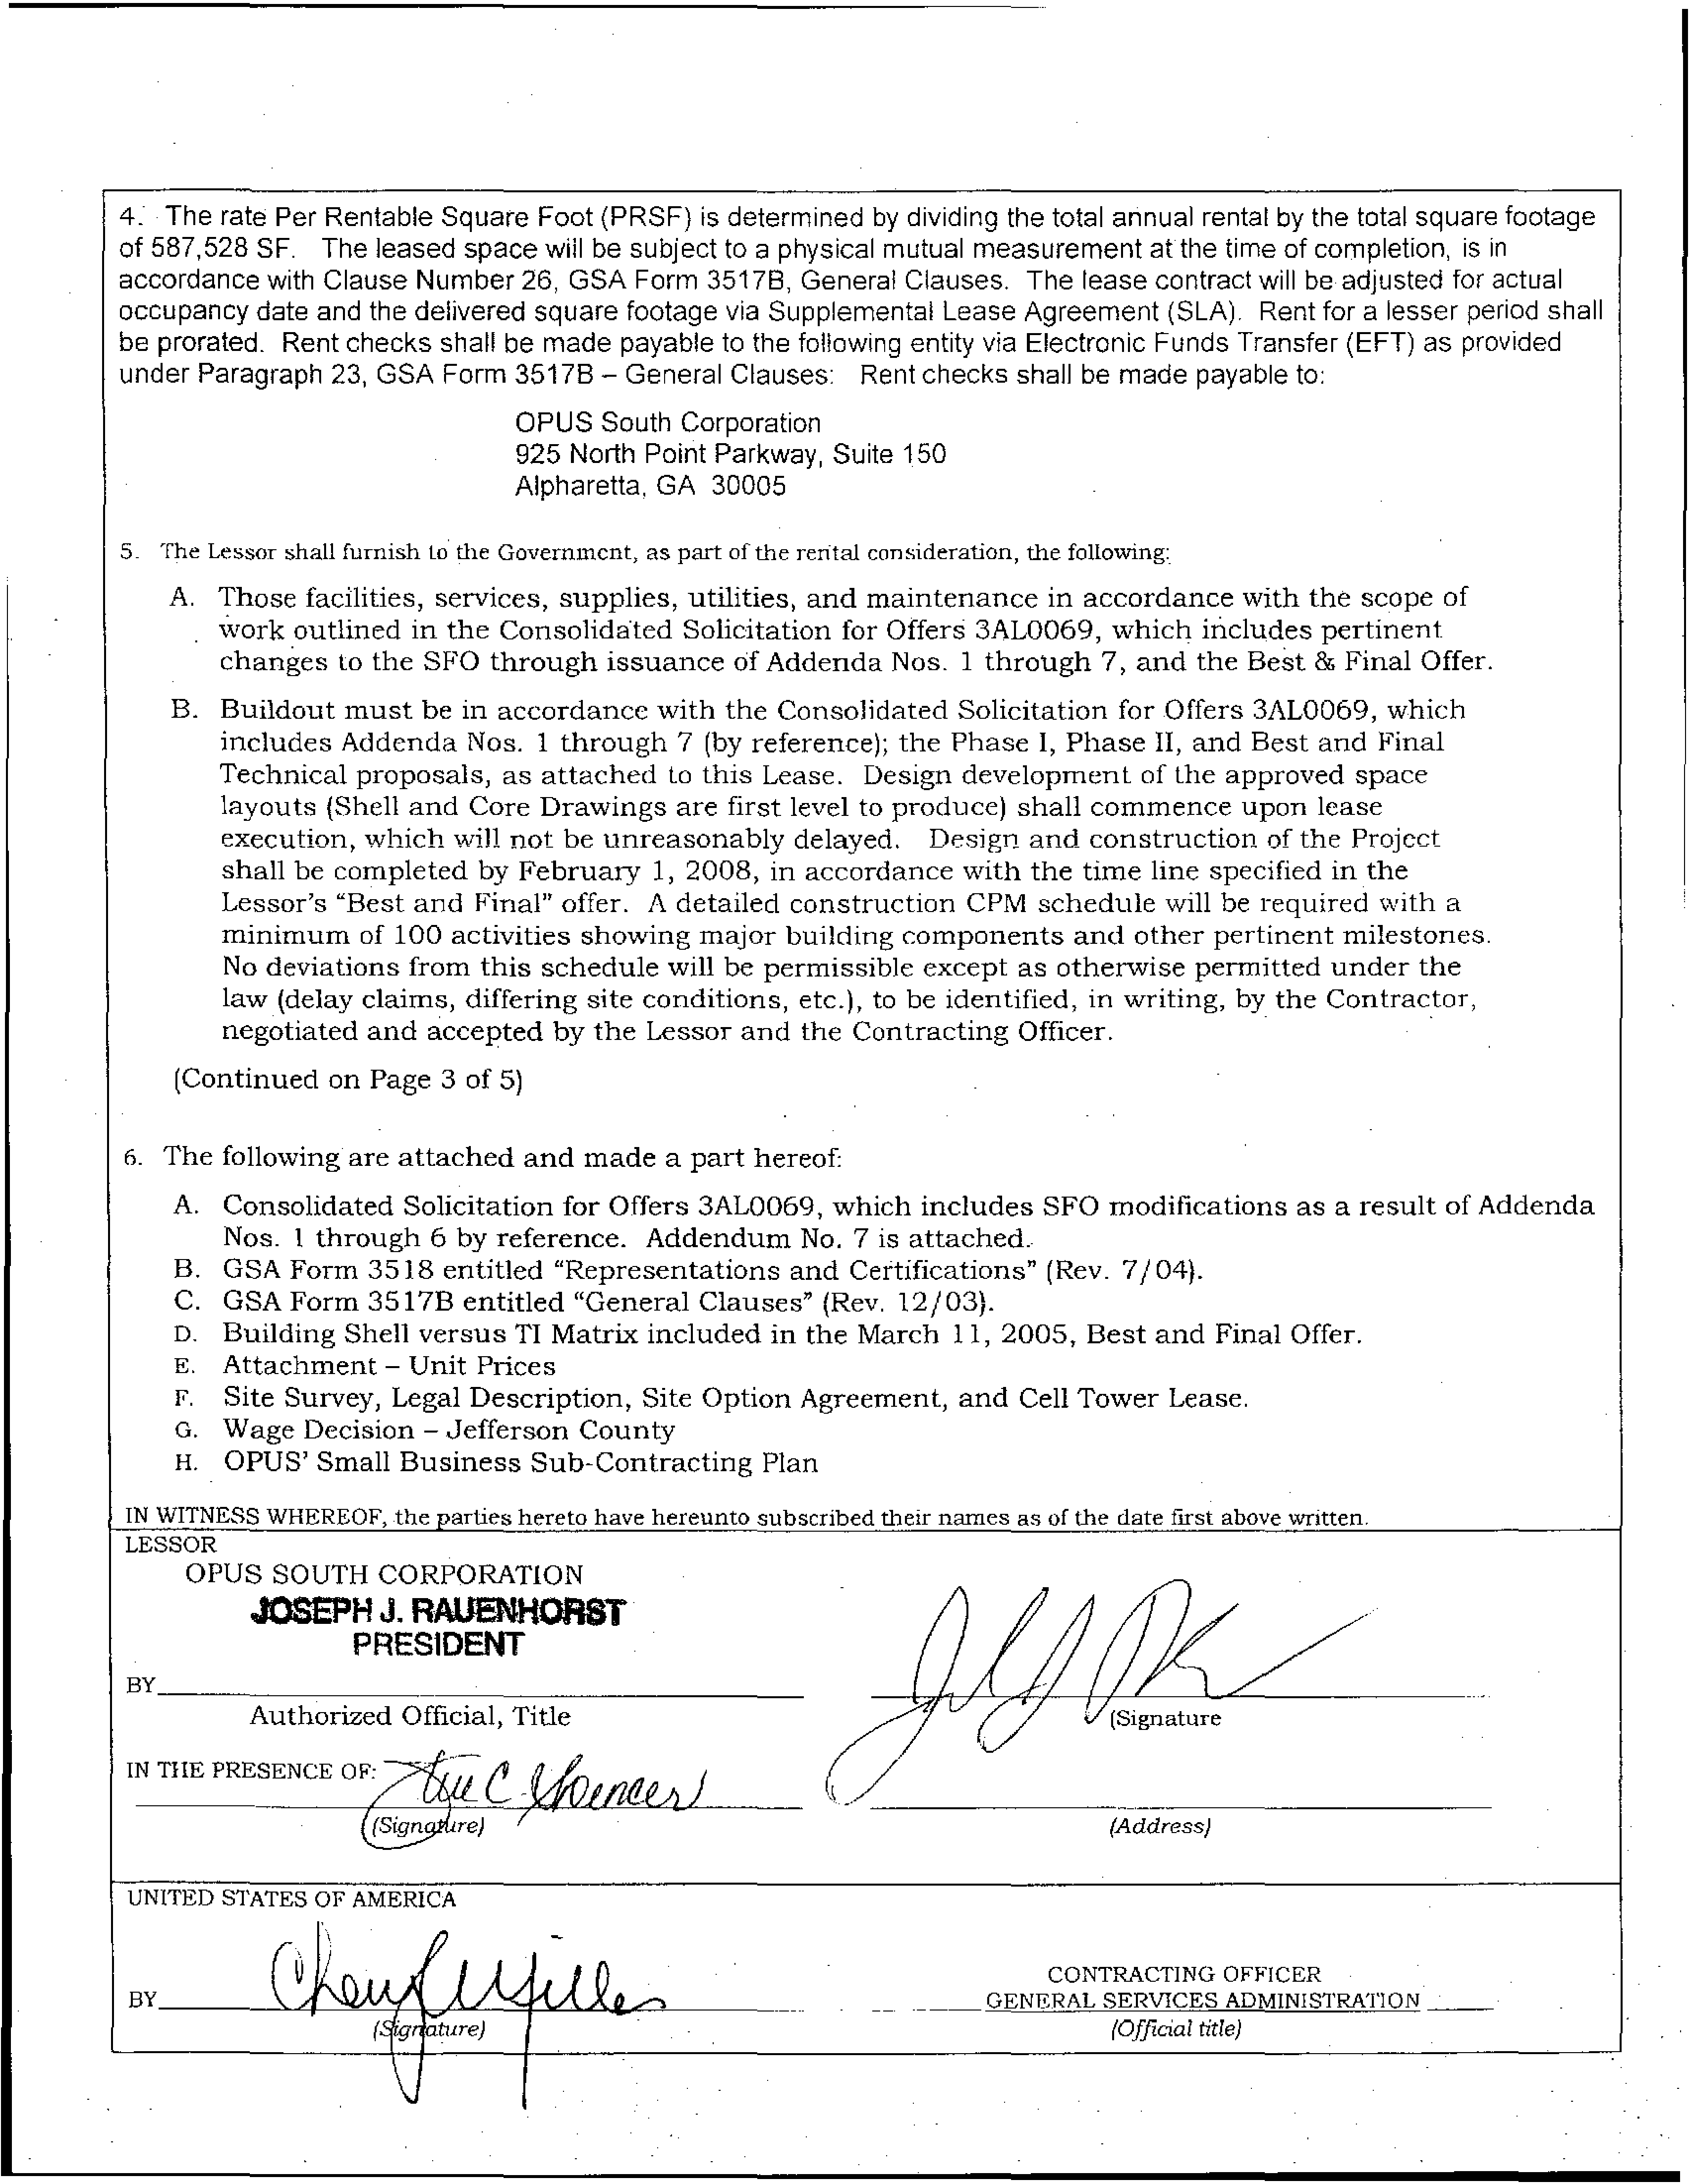 4. The rate Per Rentable Square Foot (PRSF) is determined by dividing the total annual rental by the total square footage
of 587,528 SF. The leased space will be subject to a physical mutual measurement at the time of completion, is in
accordance with Clause Number 26, GSA Form 3517B, General Clauses. The lease contract will be adjusted for actual
occupancy date and the delivered square footage via Supplemental Lease Agreement (SLA). Rent for a lesser period shall
be prorated. Rent checks shall be made payable to the following entity via Electronic Funds Transfer (EFT) as provided
under Paragraph 23, GSA Form 3517B – General Clauses: Rent checks shall be made payable to:
OPUS South Corporation
925 North Point Parkway, Suite 150
Alpharetta, GA 30005
5. The Lessor shall furnish to the Government, as part of the rental consideration, the following:
A. Those facilities, services, supplies, utilities, and maintenance in accordance with the scope of
work outlined in the Consolidated Solicitation for Offers 3AL0069, which includes pertinent
changes to the SFO through issuance of Addenda Nos. 1 through 7, and the Best & Final Offer.
B. Buildout must be in accordance with the Consolidated Solicitation for Offers 3AL0069, which
includes Addenda Nos. 1 through 7 (by reference); the Phase I, Phase II, and Best and Final
Technical proposals, as attached to this Lease. Design development of the approved space
layouts (Shell and Core Drawings are first level to produce) shall commence upon lease
execution, which will not be unreasonably delayed. Design and construction of the Project
shall be completed by February 1, 2008, in accordance with the time line specified in the
Lessor's "Best and Final" offer. A detailed construction CPM schedule will be required with a
minimum of 100 activities showing major building components and other pertinent milestones.
No deviations from this schedule will be permissible except as otherwise permitted under the
law (delay claims, differing site conditions, etc.), to be identified, in writing, by the Contractor,
negotiated and accepted by the Lessor and the Contracting Officer.
(Continued on Page 3 of 5)
6. The following are attached and made a part hereof:
A. Consolidated Solicitation for Offers 3AL0069, which includes SFO modifications as a result of Addenda
Nos. 1 through 6 by reference. Addendum No. 7 is attached.
B. GSA Form 3518 entitled "Representations and Certifications" (Rev. 7/04).
C. GSA Form 3517B entitled "General Clauses" (Rev. 12/03).
D. Building Shell versus TI Matrix included in the March 11, 2005, Best and Final Offer.
E. Attachment – Unit Prices
F. Site Survey, Legal Description, Site Option Agreement, and Cell Tower Lease.
G. Wage Decision – Jefferson County
H. OPUS' Small Business Sub-Contracting Plan
IN WITNESS WHEREOF, the parties hereto have hereunto subscribed their names as of the date first above written.
LESSOR
OPUS SOUTH CORPORATION
JOSEPH J. RAUENHORST
PRESIDENT
BY
Authorized Official, Title
(Signature
IN THE PRESENCE OF: C Spencer
(Signature)
(Address)
UNITED STATES OF AMERICA
CONTRACTING OFFICER
BY
GENERAL SERVICES ADMINISTRATION
(Signature)
(Official title)